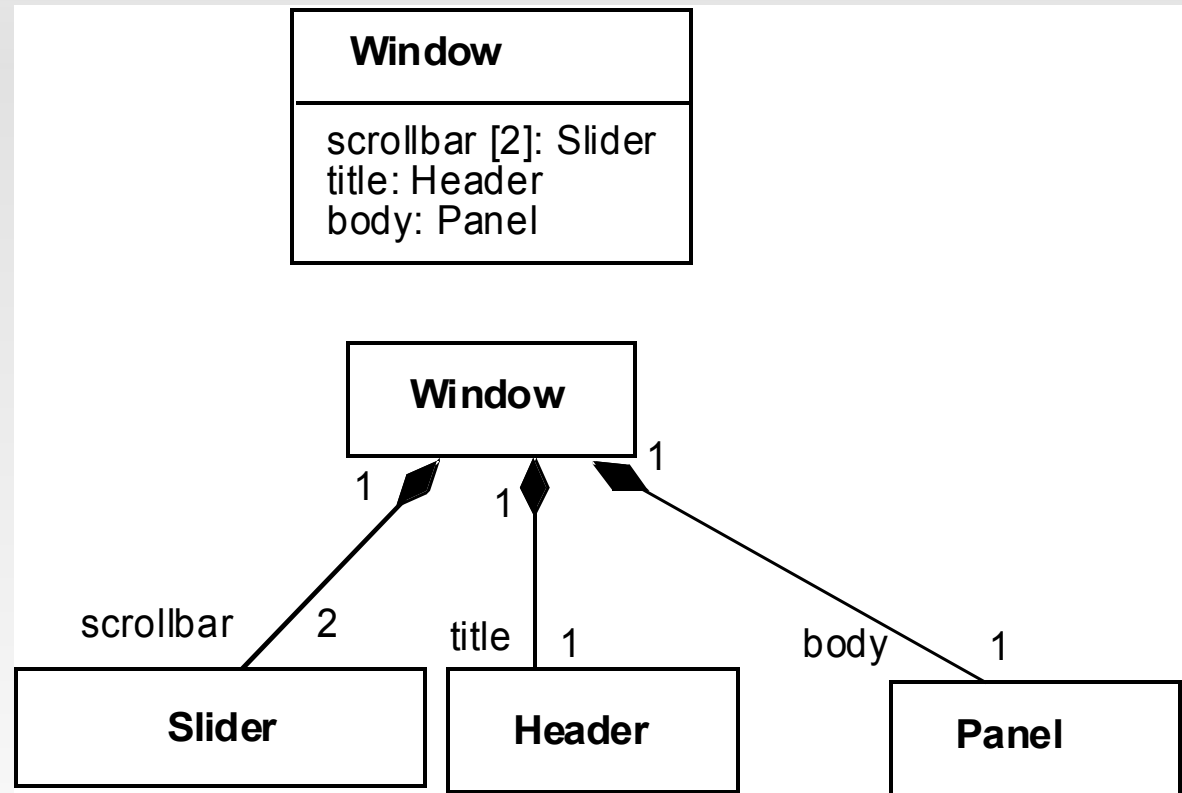 Window
scrollbar [2]: Slider
title: Header
body: Panel
Window
1
1
1
scrollbar
2
title
1
body
1
Slider
Header
Panel